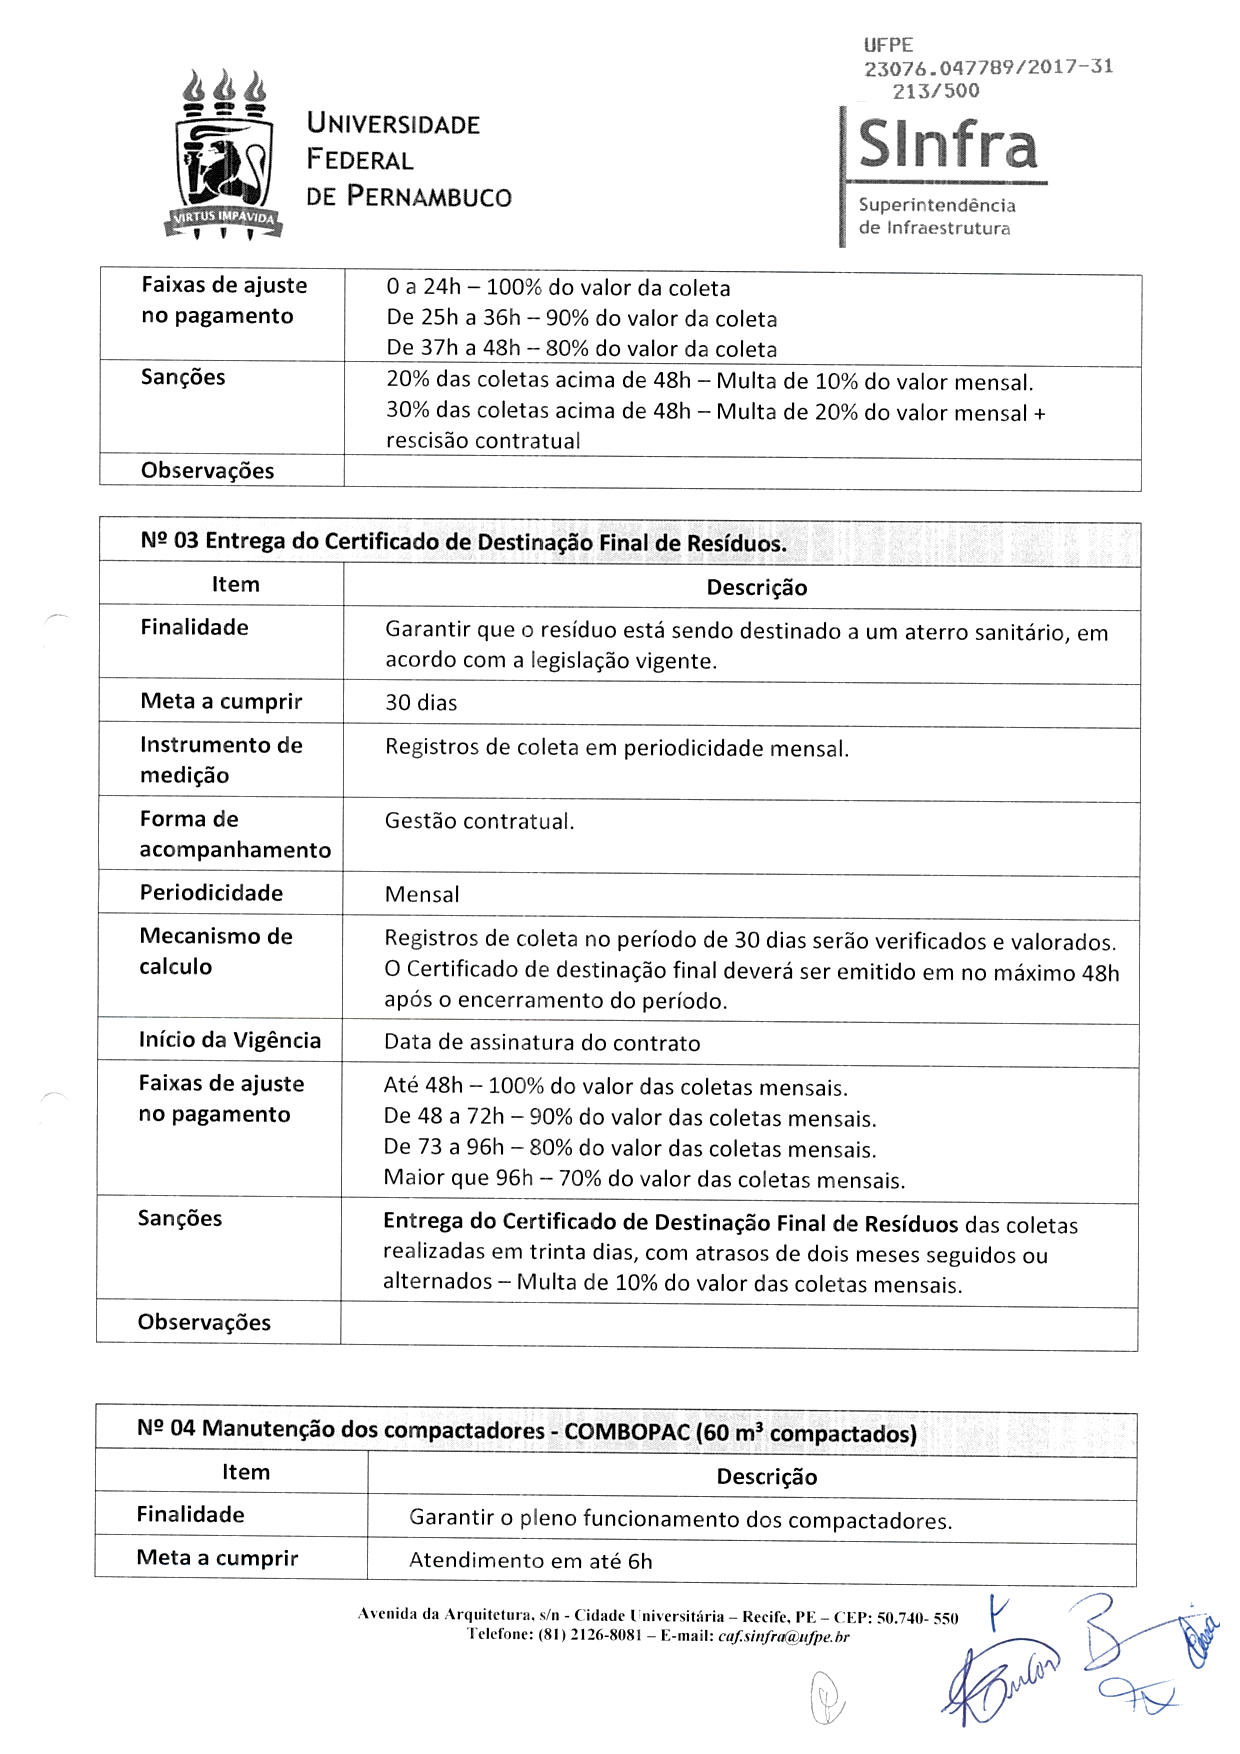 UFPE
23076.047789/2017-31
213/500
UNIVERSIDADE
FEDERAL
DE PERNAMBUCO
VIRTUS IMPAVIDA
SInfra
Superintendência
de Infraestrutura
Faixas de ajuste
no pagamento
0 a 24h – 100% do valor da coleta
De 25h a 36h – 90% do valor da coleta
De 37h a 48h – 80% do valor da coleta
Sanções
20% das coletas acima de 48h – Multa de 10% do valor mensal.
30% das coletas acima de 48h – Multa de 20% do valor mensal +
rescisão contratual
Observações
Nº 03 Entrega do Certificado de Destinação Final de Resíduos.
Item
Descrição
Finalidade
Garantir que o resíduo está sendo destinado a um aterro sanitário, em
acordo com a legislação vigente.
Meta a cumprir
30 dias
Instrumento de
medição
Registros de coleta em periodicidade mensal.
Forma de
acompanhamento
Gestão contratual.
Periodicidade
Mensal
Mecanismo de
calculo
Registros de coleta no período de 30 dias serão verificados e valorados.
O Certificado de destinação final deverá ser emitido em no máximo 48h
após o encerramento do período.
Início da Vigência
Data de assinatura do contrato
Faixas de ajuste
no pagamento
Até 48h – 100% do valor das coletas mensais.
De 48 a 72h – 90% do valor das coletas mensais.
De 73 a 96h – 80% do valor das coletas mensais.
Maior que 96h – 70% do valor das coletas mensais.
Sanções
Entrega do Certificado de Destinação Final de Resíduos das coletas
realizadas em trinta dias, com atrasos de dois meses seguidos ou
alternados – Multa de 10% do valor das coletas mensais.
Observações
Nº 04 Manutenção dos compactadores - COMBOPAC (60 m³ compactados)
Item
Descrição
Finalidade
Garantir o pleno funcionamento dos compactadores.
Meta a cumprir
Atendimento em até 6h
Avenida da Arquitetura, s/n - Cidade Universitária – Recife, PE – CEP: 50.740- 550
Telefone: (81) 2126-8081 – E-mail: caf.sinfra@ufpe.br